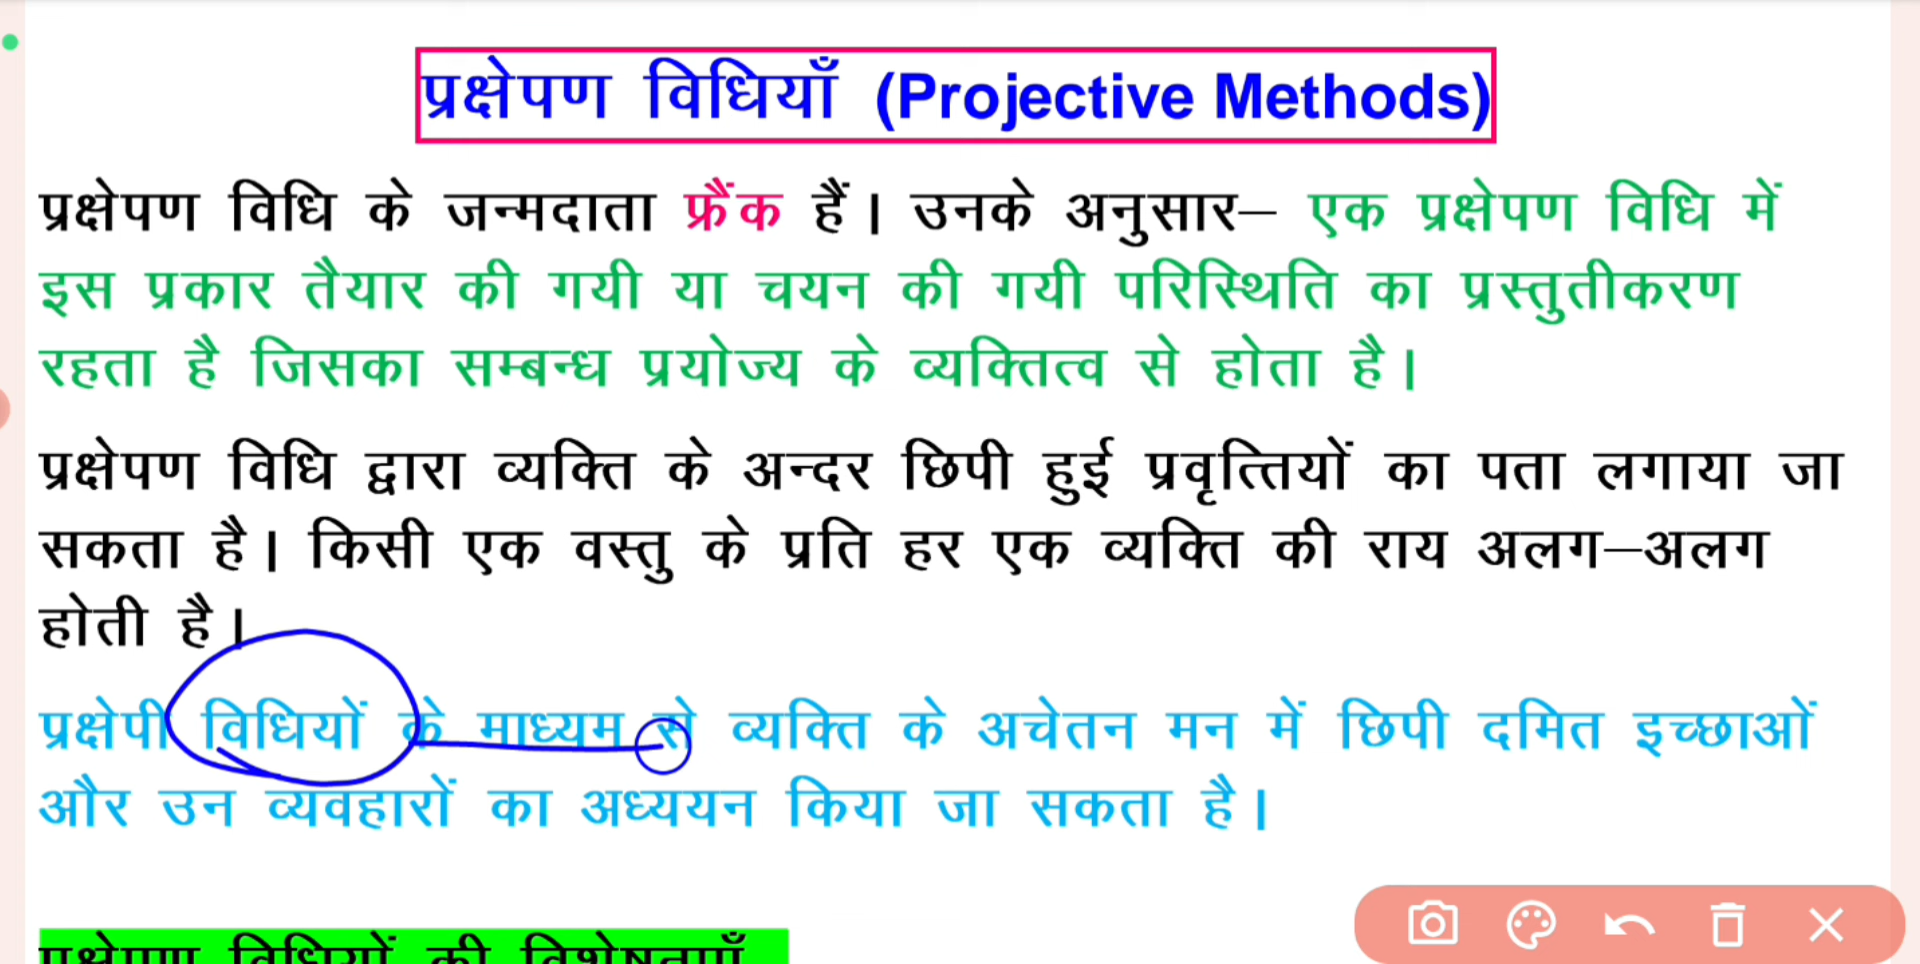 प्रक्षेपण विधियाँ (Projective Methods)
प्रक्षेपण विधि के जन्मदाता फ्रैंक हैं। उनके अनुसार– एक प्रक्षेपण विधि में
इस प्रकार तैयार की गयी या चयन की गयी परिस्थिति का प्रस्तुतीकरण
रहता है जिसका सम्बन्ध प्रयोज्य के व्यक्तित्व से होता है।
प्रक्षेपण विधि द्वारा व्यक्ति के अन्दर छिपी हुई प्रवृत्तियों का पता लगाया जा
सकता है। किसी एक वस्तु के प्रति हर एक व्यक्ति की राय अलग–अलग
होती है।
प्रक्षेपी विधियों के माध्यम से व्यक्ति के अचेतन मन में छिपी दमित इच्छाओं
और उन व्यवहारों का अध्ययन किया जा सकता है।
प्रक्षेपण विधियों की विशेषताएँ